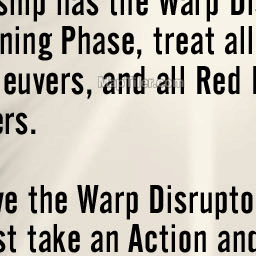 ship has the Warp Di
ning Phase, treat all
euvers, and all Red
ers.
ve the Warp Disrupto
st take an Action and